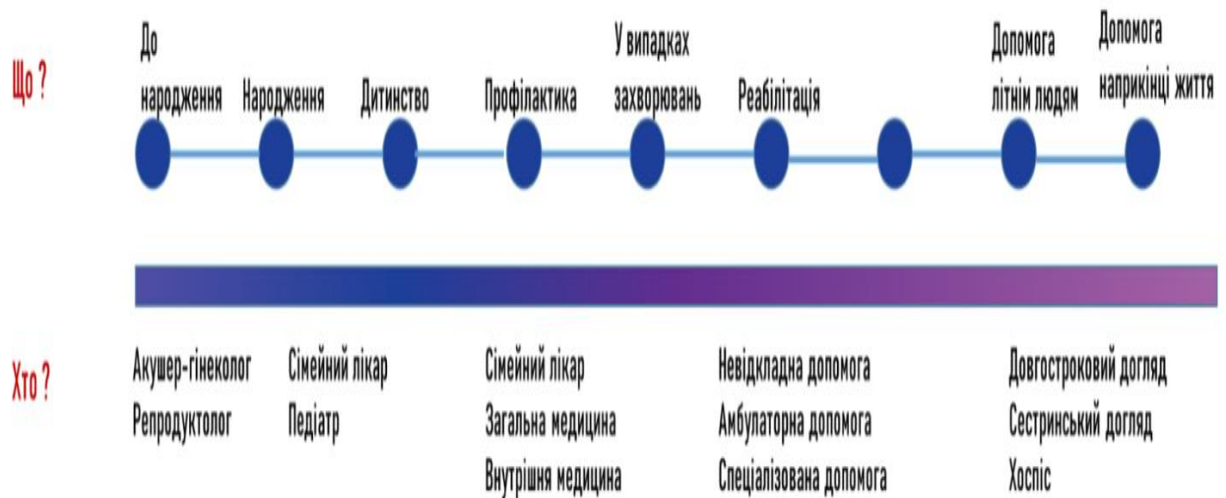 Що ?
До
народження
Народження
Дитинство
Профілактика
У випадках
захворювань
Реабілітація
Допомога
літнім людям
Допомога
наприкінці життя
Хто ?
Акушер-гінеколог
Репродуктолог
Сімейний лікар
Педіатр
Сімейний лікар
Загальна медицина
Внутрішня медицина
Невідкладна допомога
Амбулаторна допомога
Спеціалізована допомога
Довгостроковий догляд
Сестринський догляд
Хоспіс